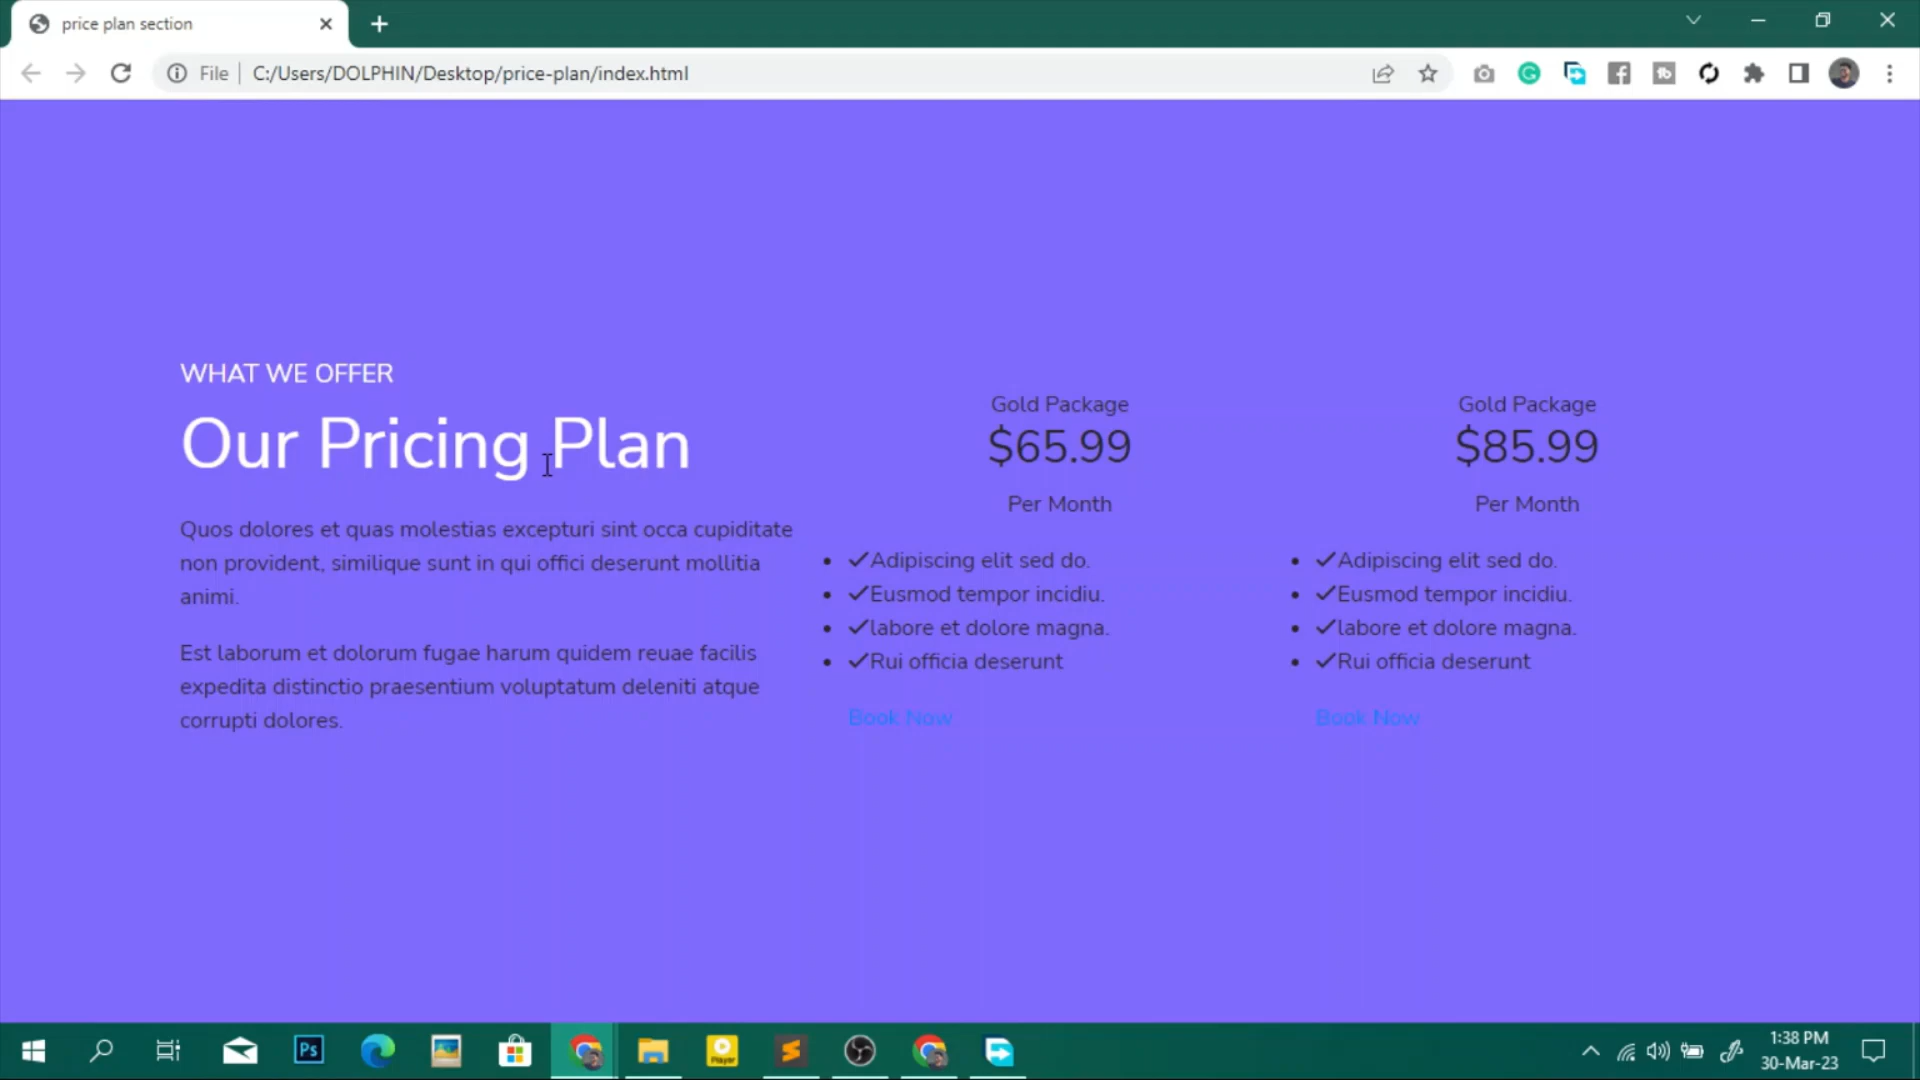 price plan section
File
C:/Users/DOLPHIN/Desktop/price-plan/index.html
WHAT WE OFFER
Our Pricing Plan
Quos dolores et quas molestias excepturi sint occa cupiditate
non provident, similique sunt in qui offici deserunt mollitia
animi.
Est laborum et dolorum fugae harum quidem reuae facilis
expedita distinctio praesentium voluptatum deleniti atque
corrupti dolores.
Gold Package
$65.99
Per Month
Adipiscing elit sed do.
Eusmod tempor incidiu.
labore et dolore magna.
Rui officia deserunt
Book Now
Gold Package
$85.99
Per Month
Adipiscing elit sed do.
Eusmod tempor incidiu.
labore et dolore magna.
Rui officia deserunt
Book Now
Ps
Player
1:38 PM
30-Mar-23